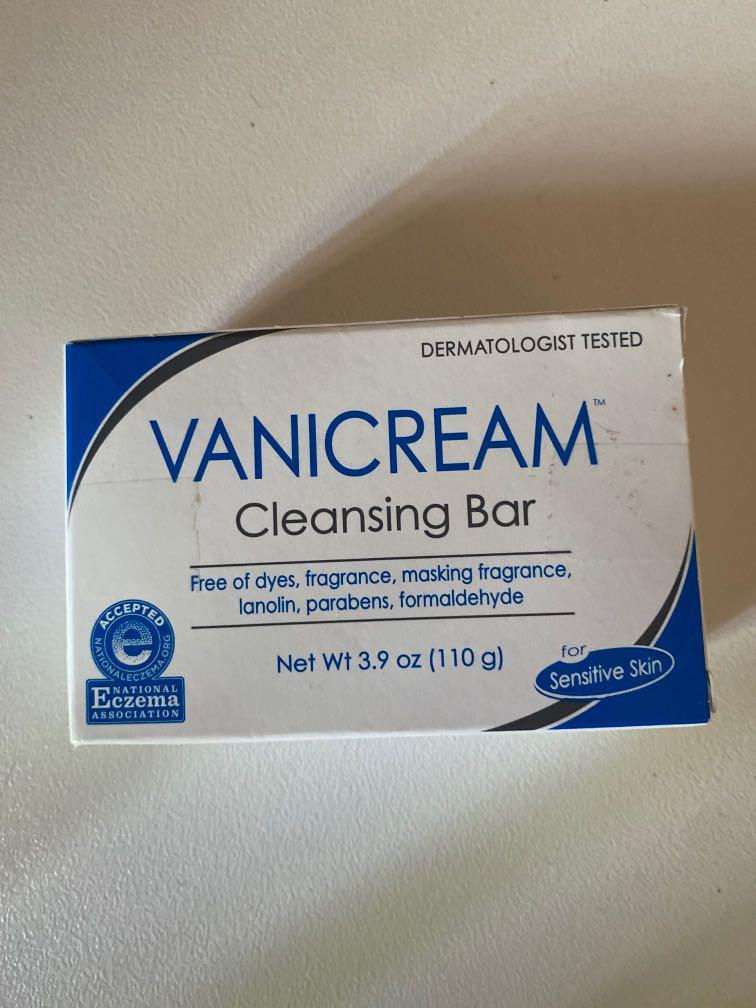 DERMATOLOGIST TESTED
VANICREAM™
Cleansing Bar
Free of dyes, fragrance, masking fragrance,
lanolin, parabens, formaldehyde
Net Wt 3.9 oz (110 g)
for
Sensitive Skin
ACCEPTED
e
NATIONALECZEMA.ORG
NATIONAL
Eczema
ASSOCIATION